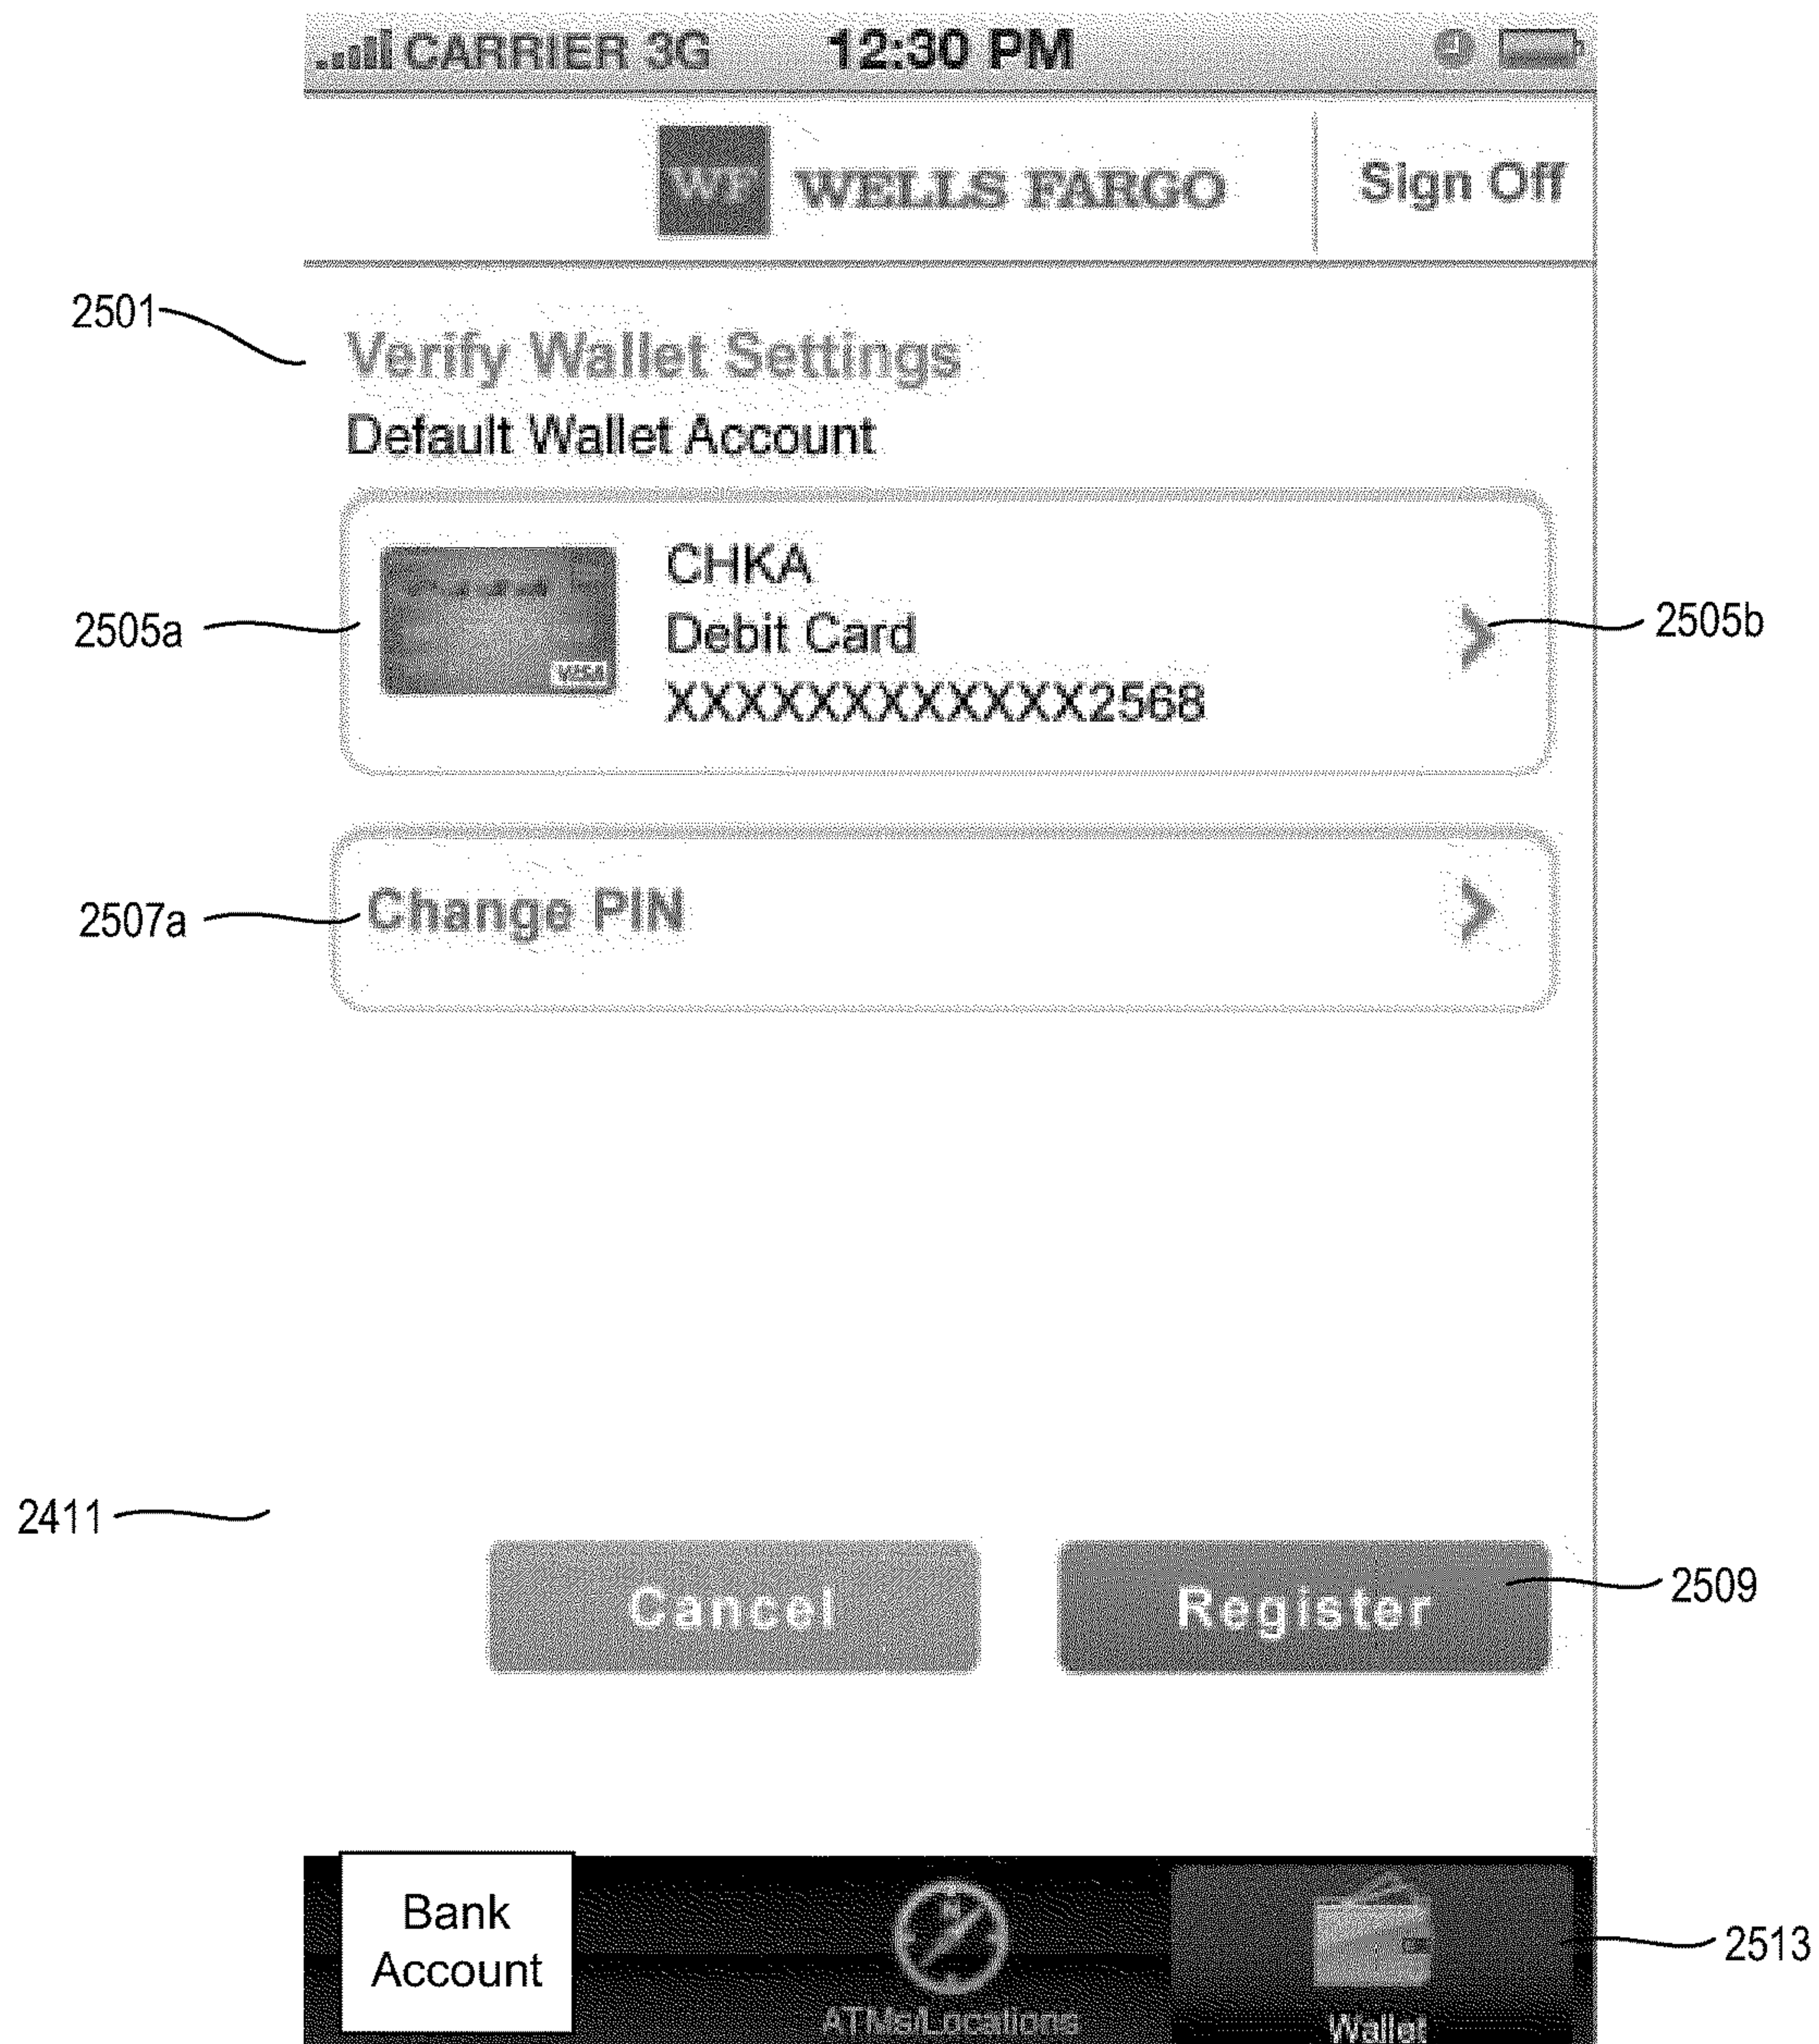 CARRIER 3G 12:30 PM
WF WELLS FARGO Sign Off
2501
Verify Wallet Settings
Default Wallet Account
CHKA
2505a Debit Card 2505b
VISA
XXXXXXXXXXXX2568
2507a Change PIN
2411
Cancel Register 2509
Bank
Account
2513
ATMs/Locations Wallet